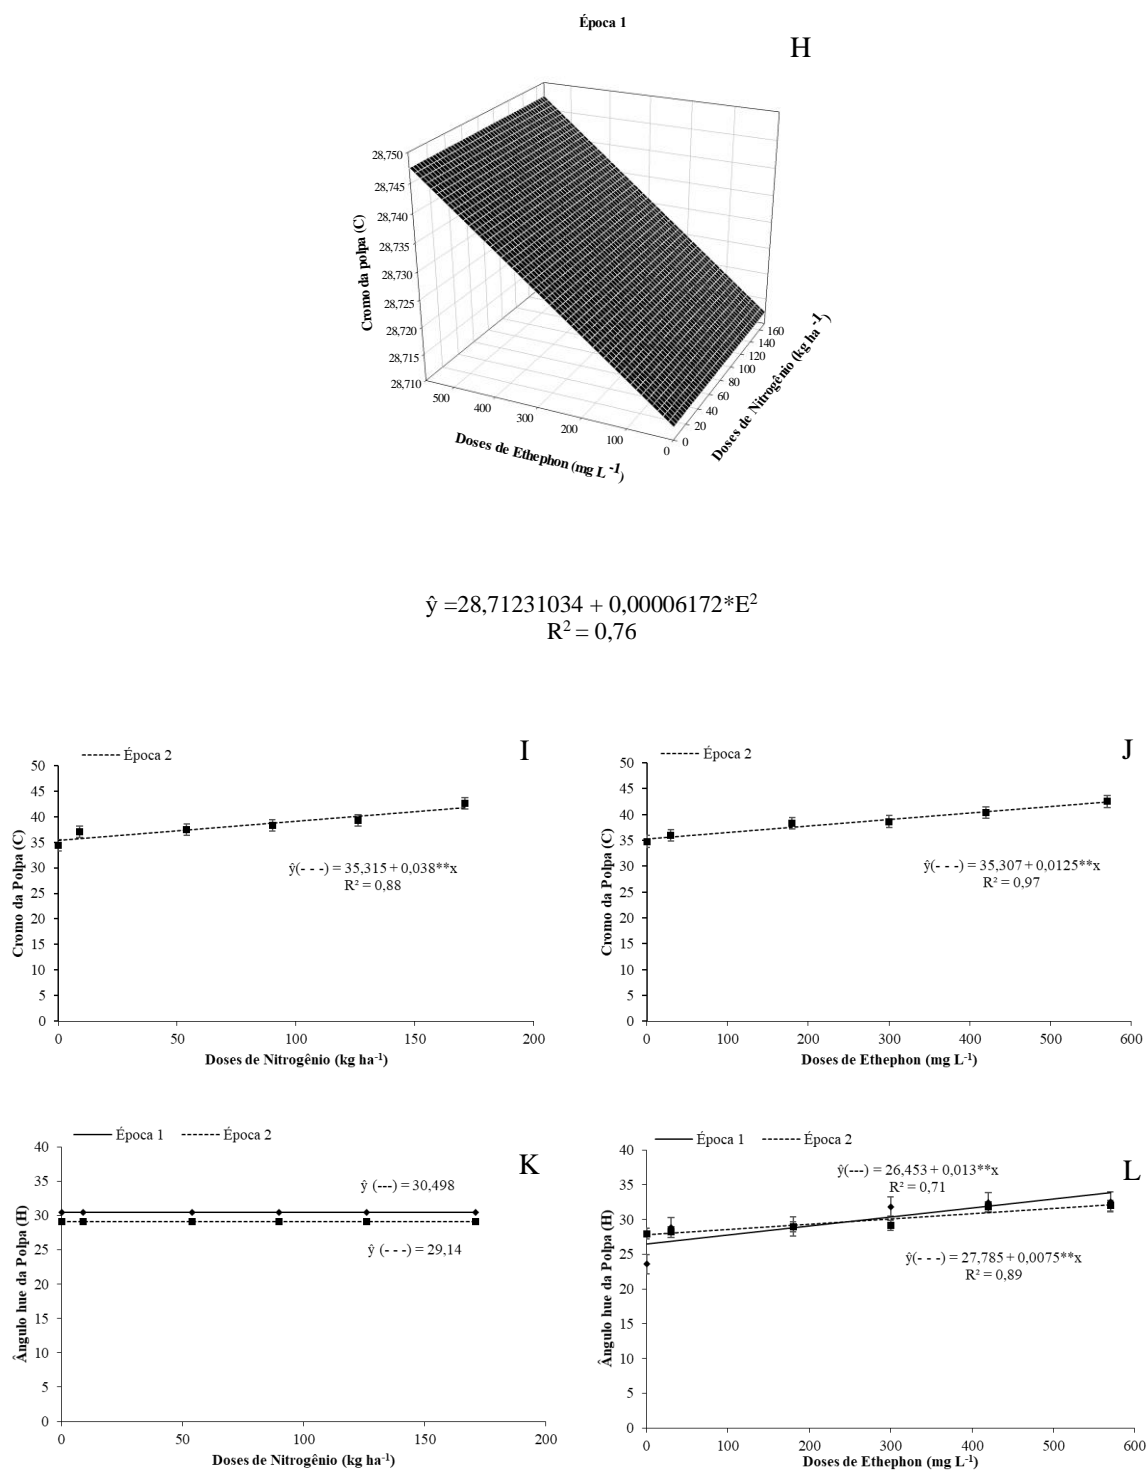 Época 1
H
28,750
28,745
28,740
28,735
28,730
28,725
28,720
28,715
28,710
Cromo da polpa (C)
500
400
300
200
100
0
Doses de Ethephon (mg L⁻¹)
0
20
40
60
80
100
120
140
160
Doses de Nitrogênio (kg ha⁻¹)
ŷ =28,71231034 + 0,00006172*E²
R² = 0,76
Época 2
I
50
45
40
35
30
25
20
15
10
5
0
Cromo da Polpa (C)
ŷ(- - -) = 35,315 + 0,038**x
R² = 0,88
0 50 100 150 200
Doses de Nitrogênio (kg ha⁻¹)
Época 2
J
50
45
40
35
30
25
20
15
10
5
0
Cromo da Polpa (C)
ŷ(- - -) = 35,307 + 0,0125**x
R² = 0,97
0 100 200 300 400 500 600
Doses de Ethephon (mg L⁻¹)
Época 1 Época 2
K
40
35
30
25
20
15
10
5
0
Ângulo hue da Polpa (H)
ŷ (---) = 30,498
ŷ (- - -) = 29,14
0 50 100 150 200
Doses de Nitrogênio (kg ha⁻¹)
Época 1 Época 2
L
40
35
30
25
20
15
10
5
0
Ângulo hue da Polpa (H)
ŷ(---) = 26,453 + 0,013**x
R² = 0,71
ŷ(- - -) = 27,785 + 0,0075**x
R² = 0,89
0 100 200 300 400 500 600
Doses de Ethephon (mg L⁻¹)